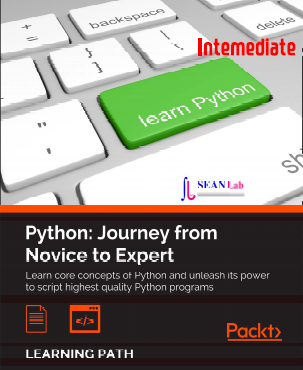 backspace
delete
+
=
}
]
{
[
|
\
Intemediate
learn Python
"
'
SEAN Lab
Python: Journey from
Novice to Expert
Learn core concepts of Python and unleash its power
to script highest quality Python programs
</>
Packt>
LEARNING PATH